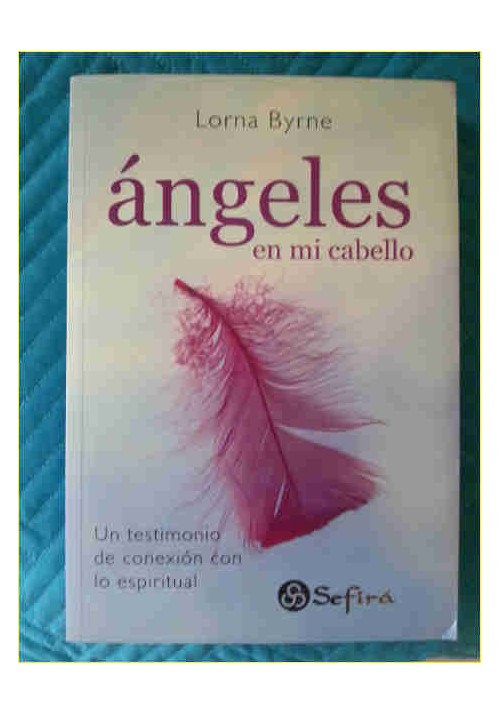 Lorna Byrne
ángeles
en mi cabello
Un testimonio
de conexión con
lo espiritual
Sefirá